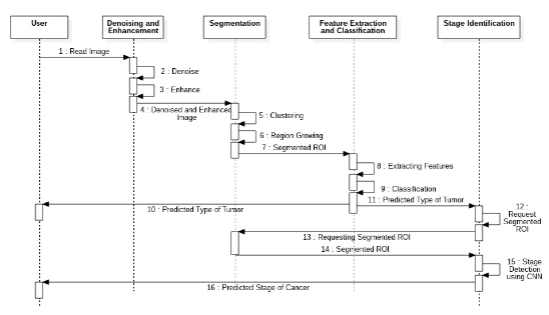 User
Denoising and
Enhancement
Segmentation
Feature Extraction
and Classification
Stage Identification
1 : Read Image
2 : Denoise
3 : Enhance
4 : Denoised and Enhanced
Image
5 : Clestering
6 : Region Growing
7 : Segmented ROI
8 : Extracting Features
9 : Classification
10 : Predicted Type of Tumor
11 : Predicted Type of Tumor
12 :
Request
Segmented
ROI
13 : Requesting Segmented ROI
14 : Segmented ROI
15 : Stage
Detection
using CNN
16 : Predicted Stage of Cancer